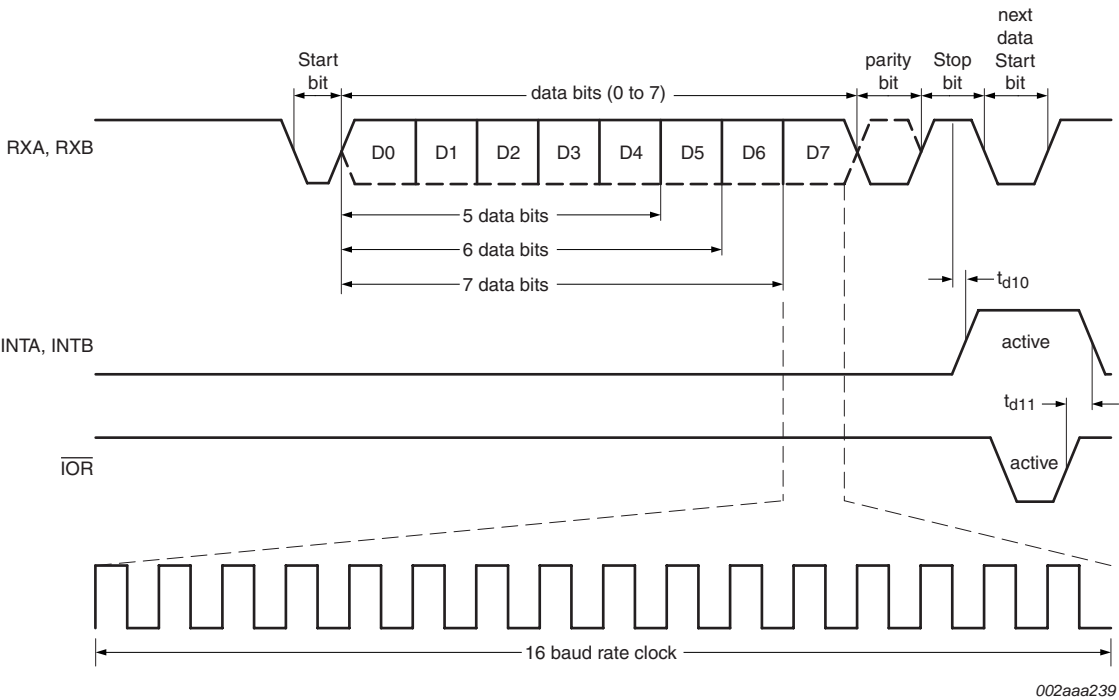 next
data
Start
bit
Start
bit
parity
bit
Stop
bit
data bits (0 to 7)
RXA, RXB
D0 D1 D2 D3 D4 D5 D6 D7
5 data bits
6 data bits
7 data bits
td10
INTA, INTB
active
td11
IOR
active
16 baud rate clock
002aaa239